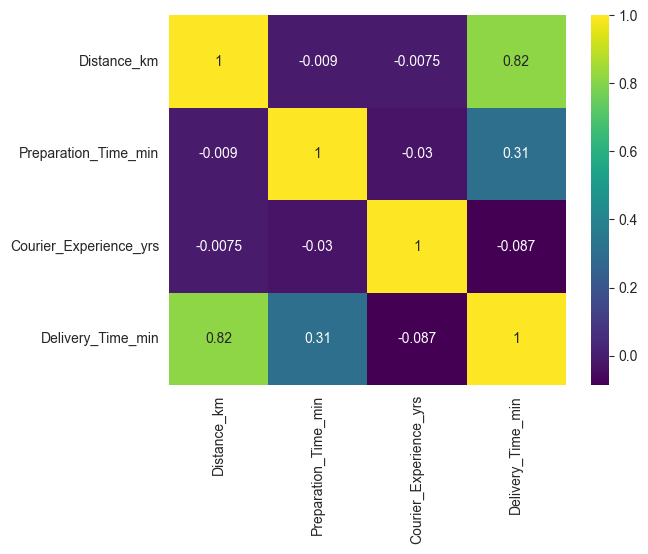 Distance_km 1 -0.009 -0.0075 0.82
Preparation_Time_min -0.009 1 -0.03 0.31
Courier_Experience_yrs -0.0075 -0.03 1 -0.087
Delivery_Time_min 0.82 0.31 -0.087 1
Distance_km
Preparation_Time_min
Courier_Experience_yrs
Delivery_Time_min
1.0
0.8
0.6
0.4
0.2
0.0